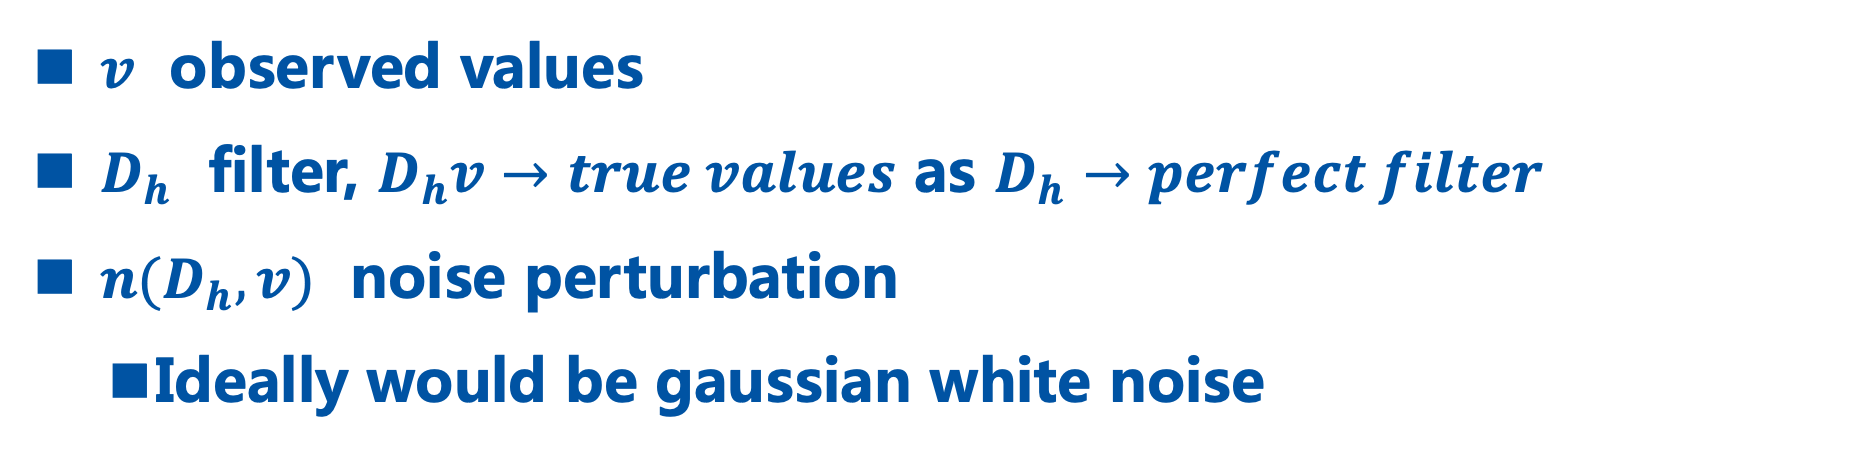 ■ v observed values
■ D_h filter, D_h v → true values as D_h → perfect filter
■ n(D_h, v) noise perturbation
■Ideally would be gaussian white noise